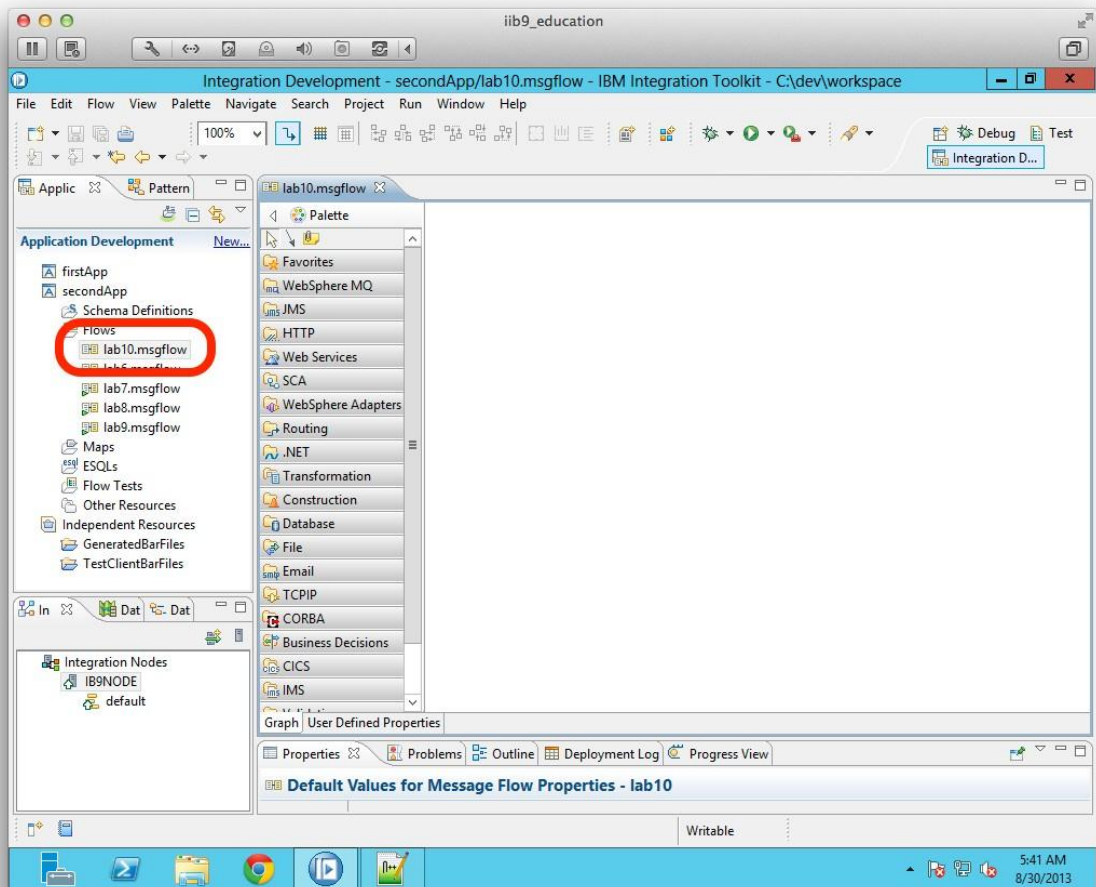 iib9_education
Integration Development - secondApp/lab10.msgflow - IBM Integration Toolkit - C:\dev\workspace
File Edit Flow View Palette Navigate Search Project Run Window Help
100%
Debug
Test
Integration D...
Applic
Pattern
Application Development New...
firstApp
secondApp
Schema Definitions
Flows
lab10.msgflow
lab6.msgflow
lab7.msgflow
lab8.msgflow
lab9.msgflow
Maps
ESQLs
Flow Tests
Other Resources
Independent Resources
GeneratedBarFiles
TestClientBarFiles
In
Dat
Dat
Integration Nodes
IB9NODE
default
lab10.msgflow
Palette
Favorites
WebSphere MQ
JMS
HTTP
Web Services
SCA
WebSphere Adapters
Routing
.NET
Transformation
Construction
Database
File
Email
TCPIP
CORBA
Business Decisions
CICS
IMS
Graph User Defined Properties
Properties Problems Outline Deployment Log Progress View
Default Values for Message Flow Properties - lab10
Writable
5:41 AM
8/30/2013